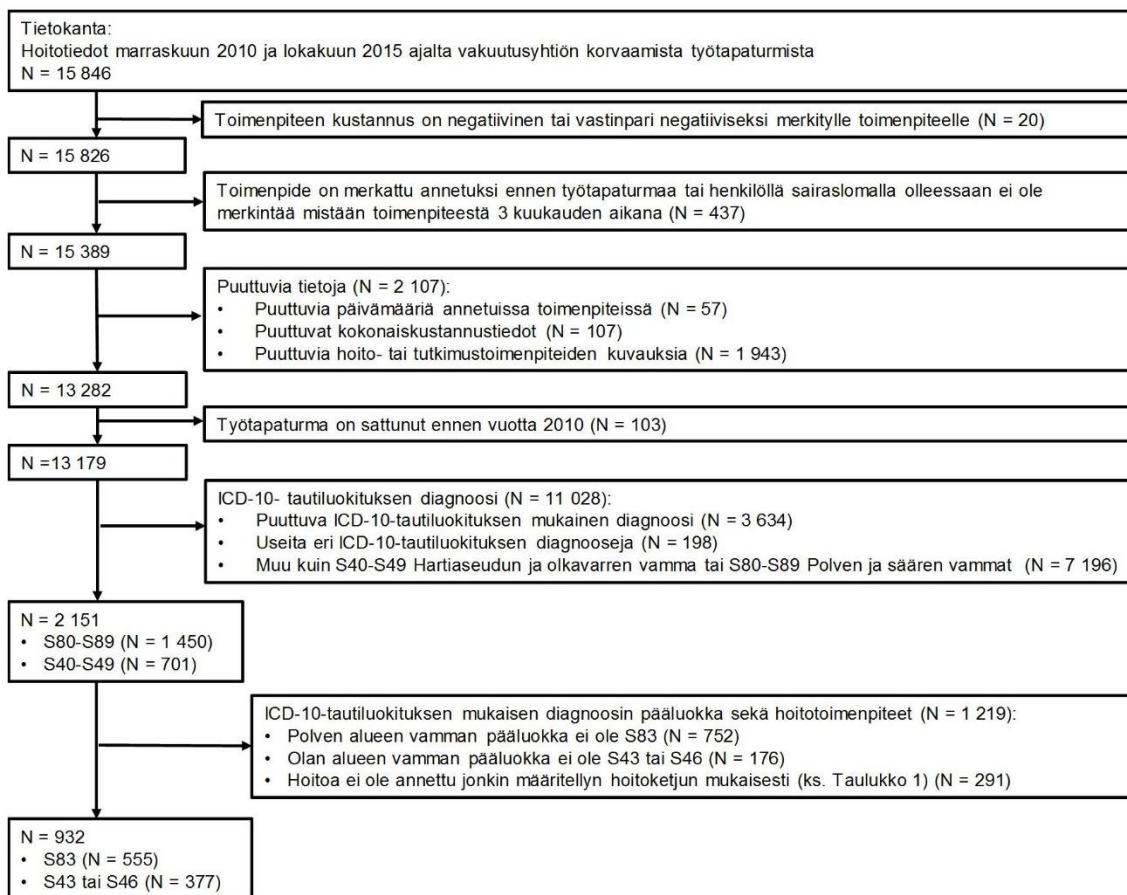 Tietokanta:
Hoitotiedot marraskuun 2010 ja lokakuun 2015 ajalta vakuutusyhtiön korvaamista työtapaturmista
N = 15 846
Toimenpiteen kustannus on negatiivinen tai vastinpari negatiiviseksi merkitylle toimenpiteelle (N = 20)
N = 15 826
Toimenpide on merkattu annetuksi ennen työtapaturmaa tai henkilöllä sairaslomalla olleessaan ei ole
merkintää mistään toimenpiteestä 3 kuukauden aikana (N = 437)
N = 15 389
Puuttuvia tietoja (N = 2 107):
• Puuttuvia päivämääriä annetuissa toimenpiteissä (N = 57)
• Puuttuvat kokonaiskustannustiedot (N = 107)
• Puuttuvia hoito- tai tutkimustoimenpiteiden kuvauksia (N = 1 943)
N = 13 282
Työtapaturma on sattunut ennen vuotta 2010 (N = 103)
N =13 179
ICD-10- tautiluokituksen diagnoosi (N = 11 028):
• Puuttuva ICD-10-tautiluokituksen mukainen diagnoosi (N = 3 634)
• Useita eri ICD-10-tautiluokituksen diagnooseja (N = 198)
• Muu kuin S40-S49 Hartiaseudun ja olkavarren vamma tai S80-S89 Polven ja säären vammat (N = 7 196)
N = 2 151
• S80-S89 (N = 1 450)
• S40-S49 (N = 701)
ICD-10-tautiluokituksen mukaisen diagnoosin pääluokka sekä hoitotoimenpiteet (N = 1 219):
• Polven alueen vamman pääluokka ei ole S83 (N = 752)
• Olan alueen vamman pääluokka ei ole S43 tai S46 (N = 176)
• Hoitoa ei ole annettu jonkin määritellyn hoitoketjun mukaisesti (ks. Taulukko 1) (N = 291)
N = 932
• S83 (N = 555)
• S43 tai S46 (N = 377)